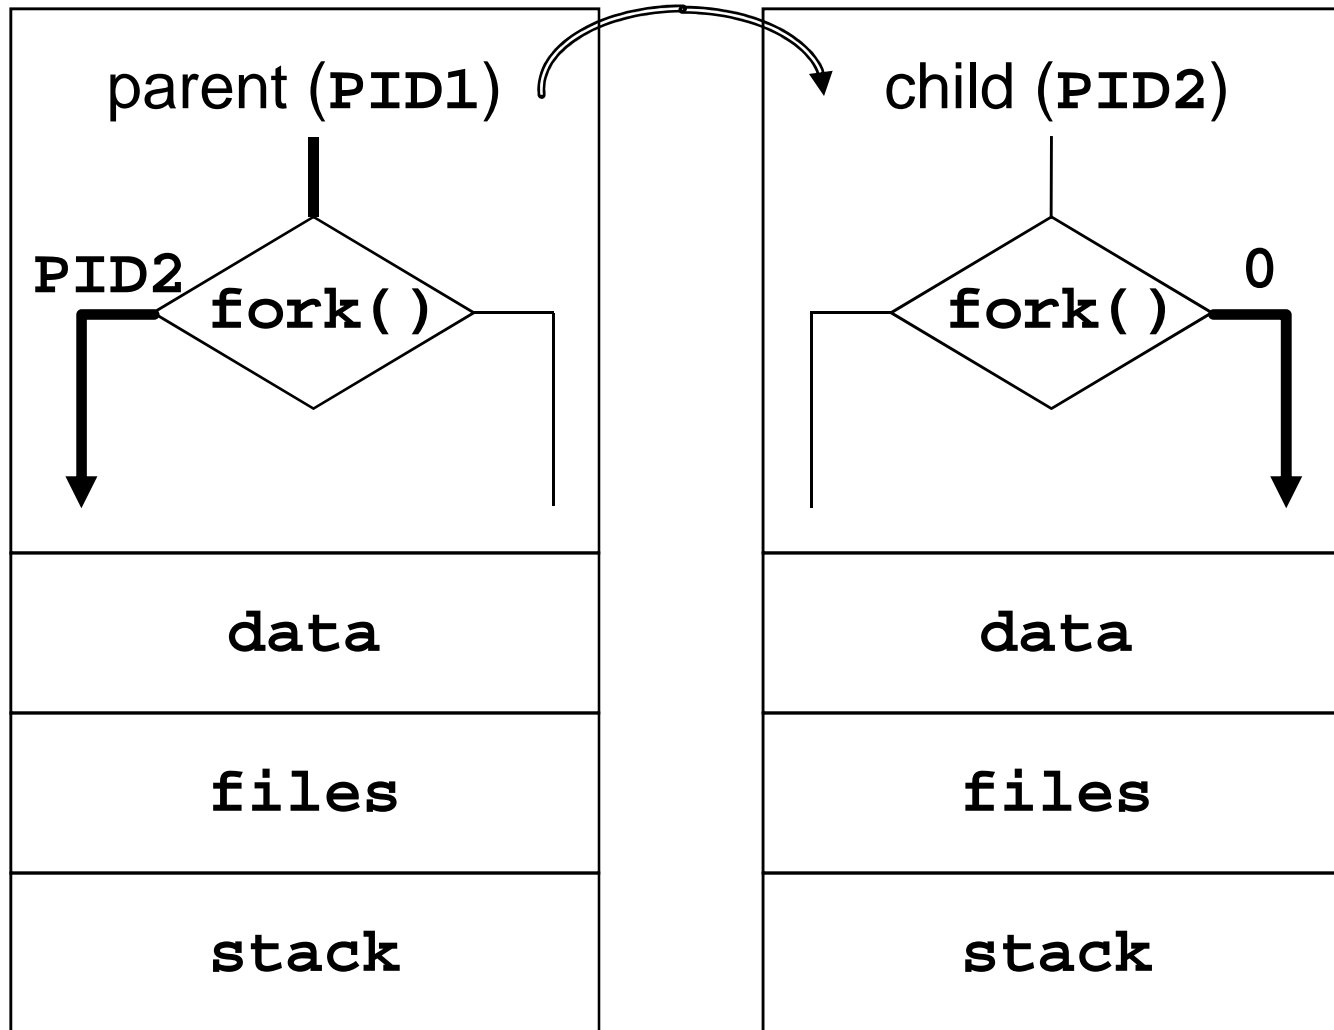 parent (PID1)
child (PID2)
PID2
fork()
fork()
0
data
data
files
files
stack
stack